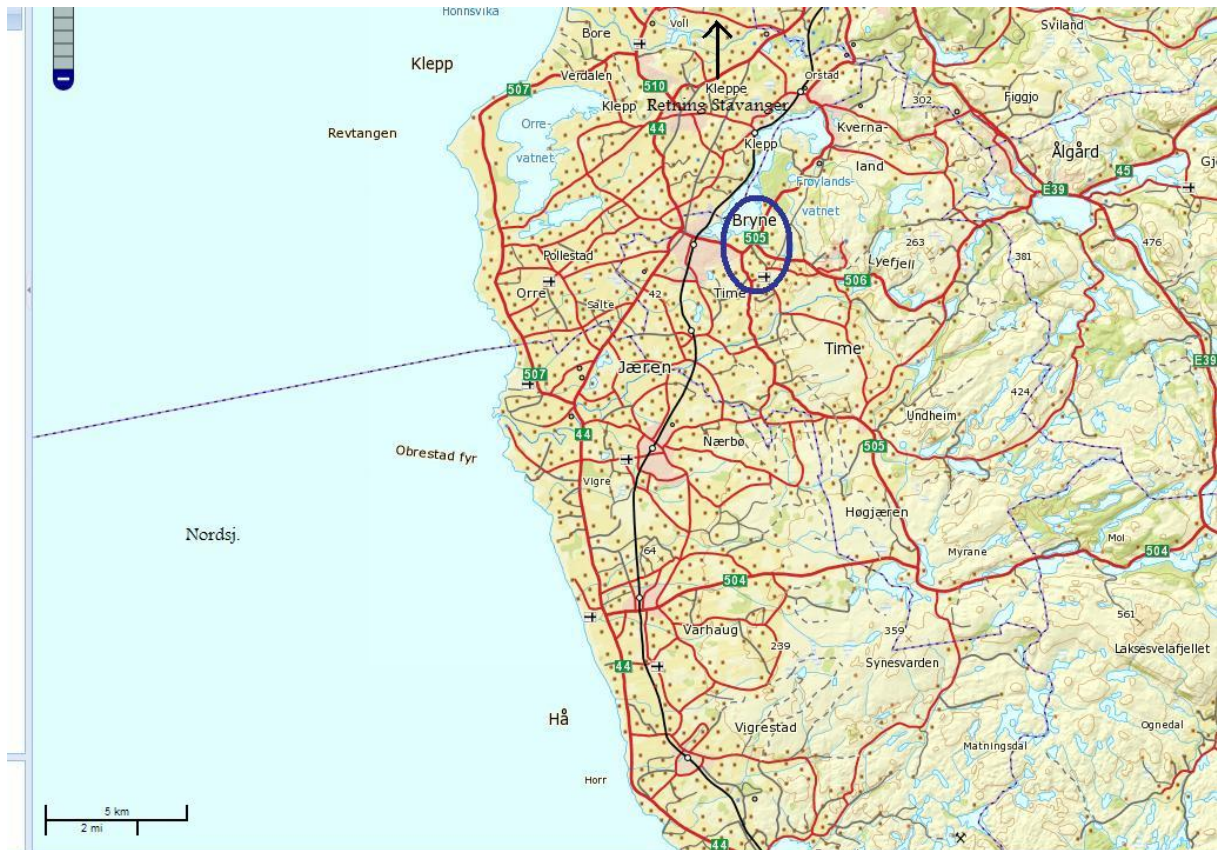 Honnsvika
Voll
Sviland
Bore
Klepp
Verdalen
507
510
Kleppe
Orstad
Klepp
Retning Stavanger
302
Figgjo
Orre-
vatnet
44
Revtangen
Kverna-
land
Klepp
Ålgård
45
E39
Frøylands-
vatnet
Bryne
505
263
476
Lyefjell
381
Pollestad
506
Orre
Salte
42
Time
Time
E39
507
Jæren
424
Undheim
44
Nærbø
505
Obrestad fyr
Vigre
Høgjæren
Nordsj.
64
Myrane
Mol
504
504
561
Varhaug
359
239
Laksesvelafjellet
Synesvarden
44
Hå
Vigrestad
Ognedal
Matningsdal
Horr
5 km
2 mi
44